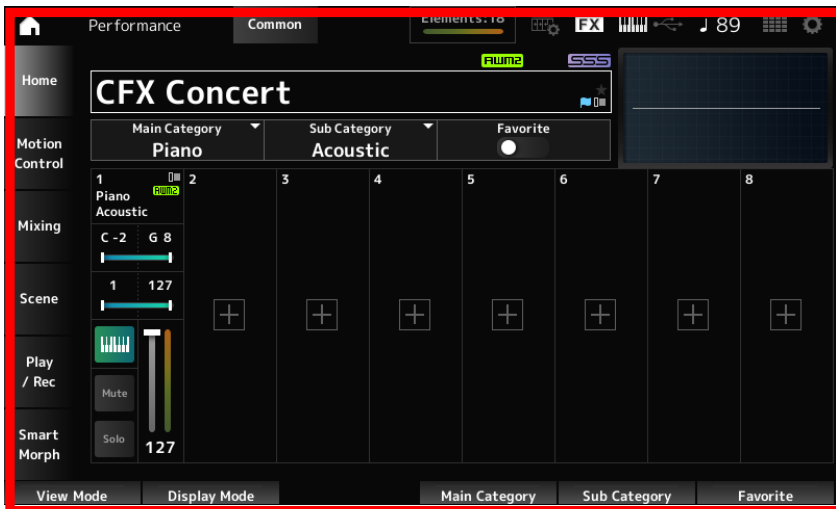 Performance
Common
Elements:18
FX
89
Home
AWM2
SSS
CFX Concert
Main Category
Sub Category
Favorite
Piano
Acoustic
Motion
Control
1
2
3
4
5
6
7
8
Piano
AWM2
Acoustic
C -2
G 8
Mixing
1
127
Scene
Play
/ Rec
Mute
Solo
127
Smart
Morph
View Mode
Display Mode
Main Category
Sub Category
Favorite